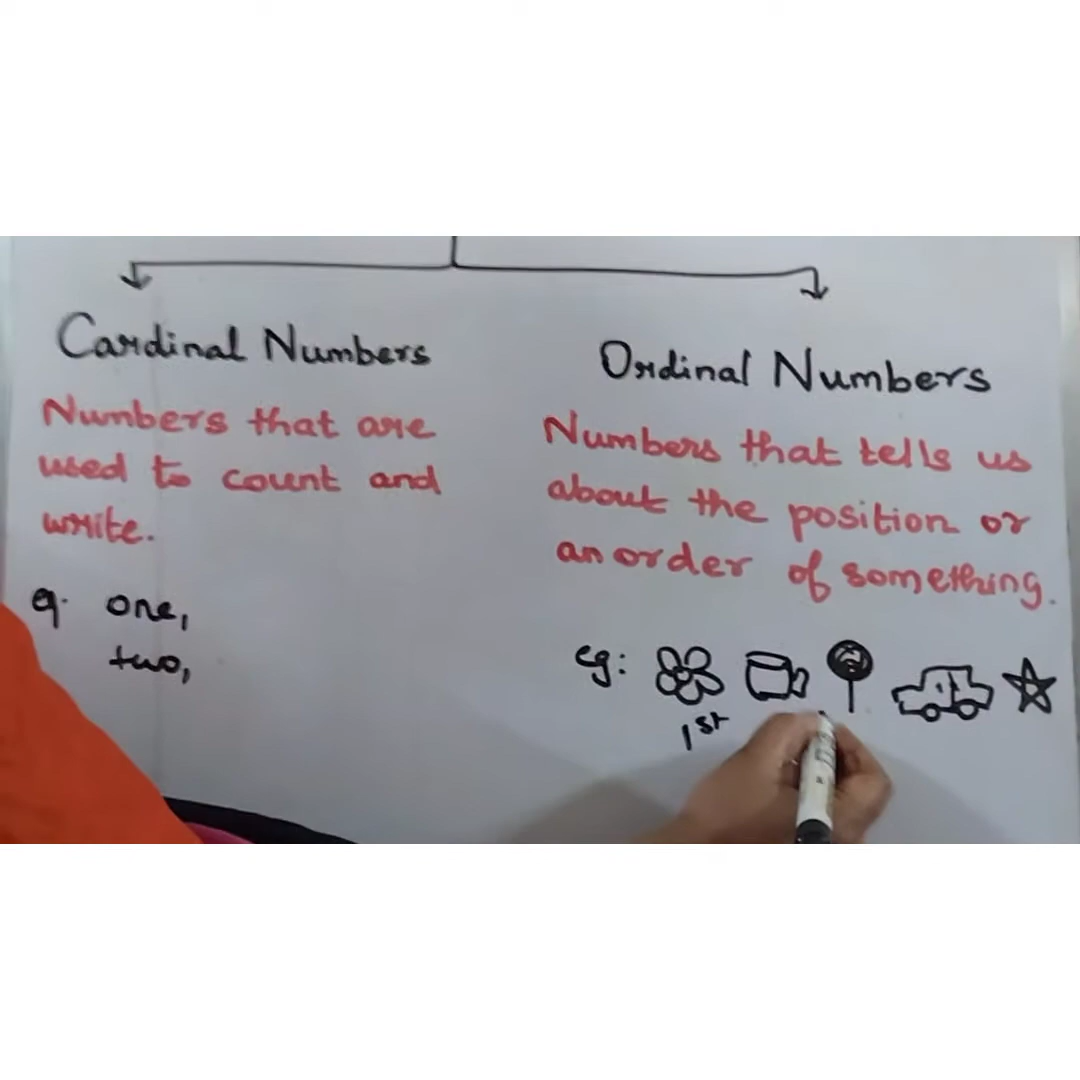 Cardinal Numbers
Numbers that are
used to count and
write.
eg. one,
two,
Ordinal Numbers
Numbers that tells us
about the position or
an order of something.
eg:
1st